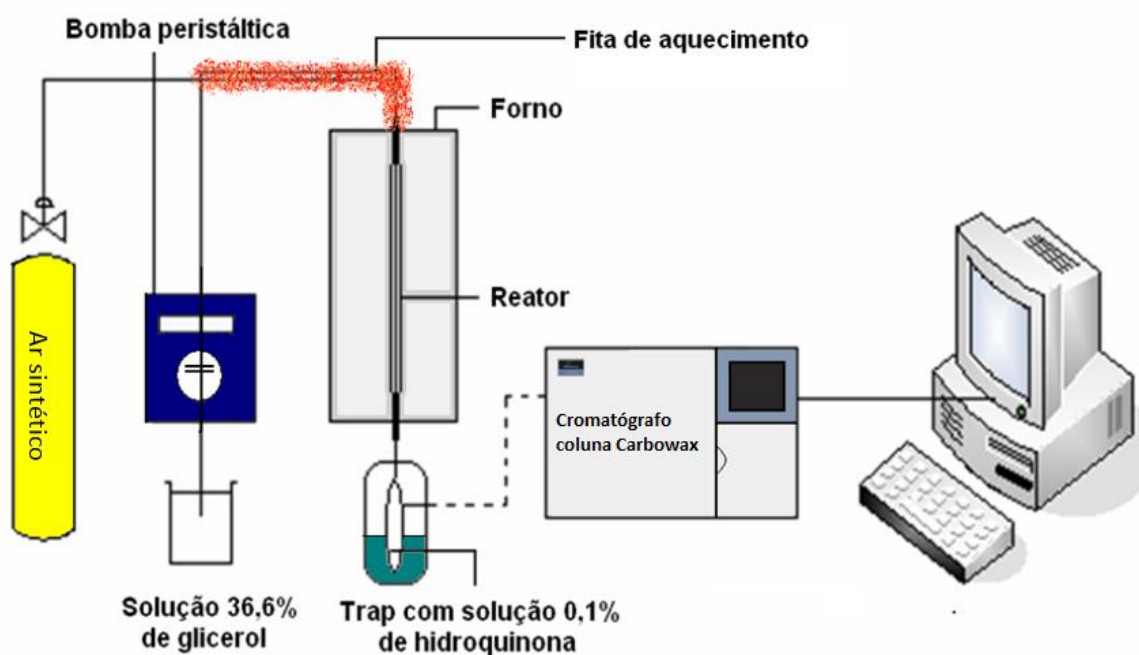 Bomba peristáltica
Fita de aquecimento
Forno
Reator
Ar sintético
Cromatógrafo
coluna Carbowax
Solução 36,6%
de glicerol
Trap com solução 0,1%
de hidroquinona